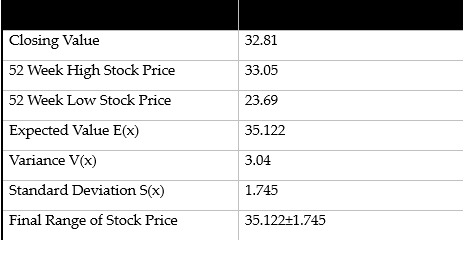 Closing Value 32.81
52 Week High Stock Price 33.05
52 Week Low Stock Price 23.69
Expected Value E(x) 35.122
Variance V(x) 3.04
Standard Deviation S(x) 1.745
Final Range of Stock Price 35.122±1.745